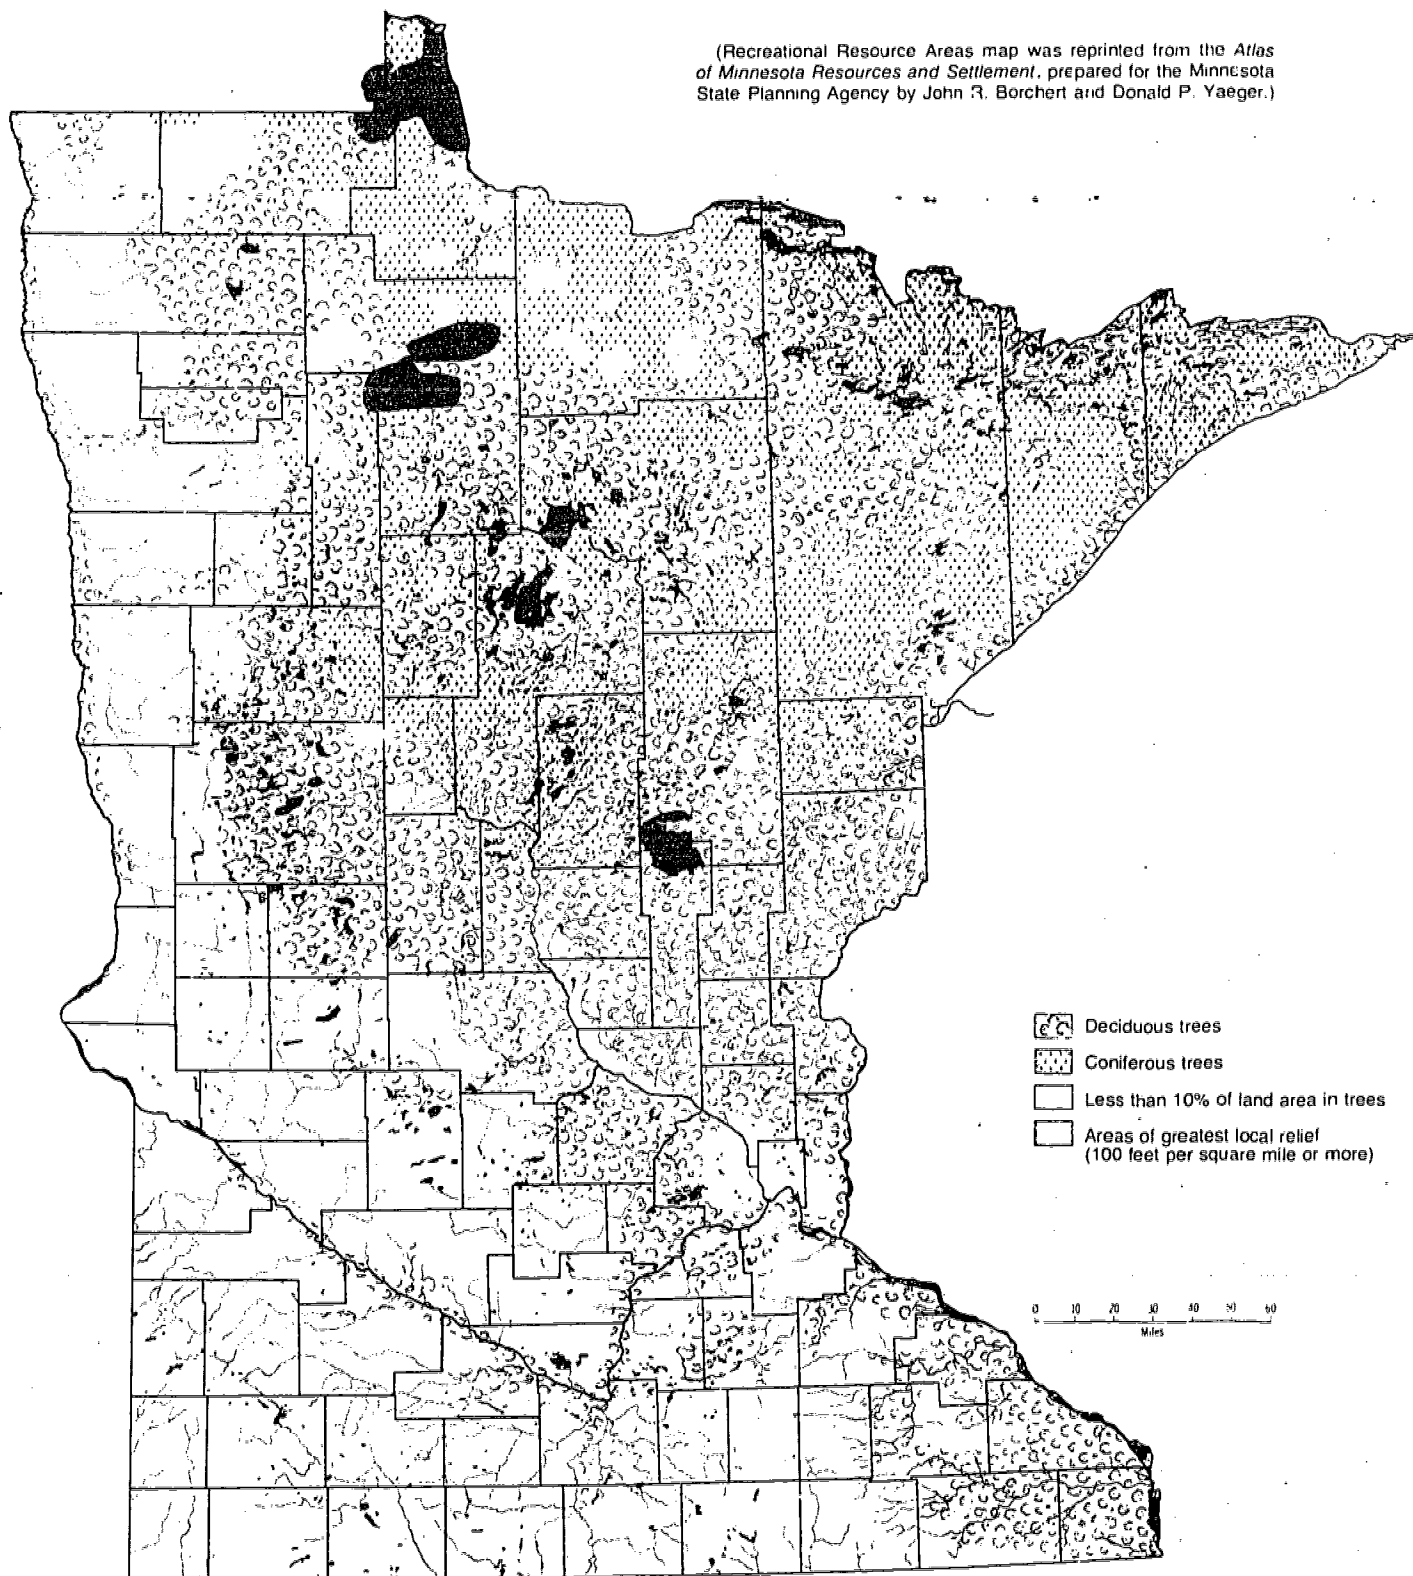 (Recreational Resource Areas map was reprinted from the Atlas
of Minnesota Resources and Settlement, prepared for the Minnesota
State Planning Agency by John R. Borchert and Donald P. Yaeger.)
Deciduous trees
Coniferous trees
Less than 10% of land area in trees
Areas of greatest local relief
(100 feet per square mile or more)
0 10 20 30 40 50 60
Miles